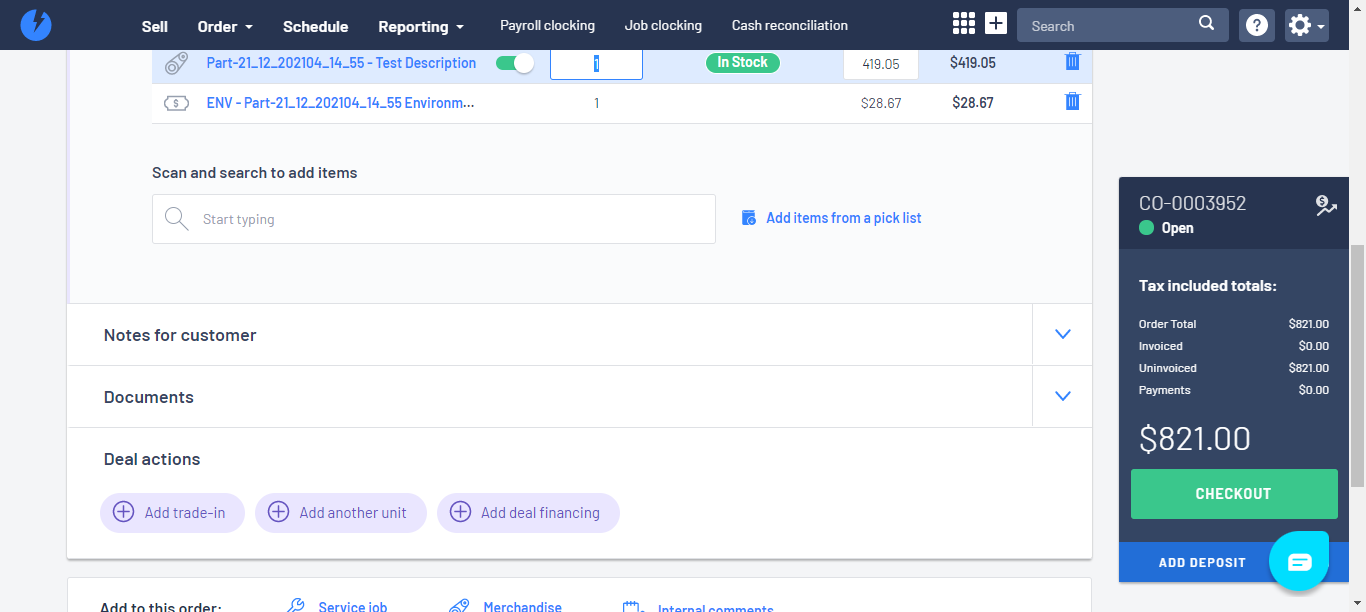 Sell Order Schedule Reporting Payroll clocking Job clocking Cash reconciliation Search
Part-21_12_202104_14_55 - Test Description 1 In Stock 419.05 $419.05
ENV - Part-21_12_202104_14_55 Environm... 1 $28.67 $28.67
Scan and search to add items
Start typing
Add items from a pick list
Notes for customer
Documents
Deal actions
Add trade-in Add another unit Add deal financing
Add to this order: Service job Merchandise Internal comments
CO-0003952
Open
Tax included totals:
Order Total $821.00
Invoiced $0.00
Uninvoiced $821.00
Payments $0.00
$821.00
CHECKOUT
ADD DEPOSIT